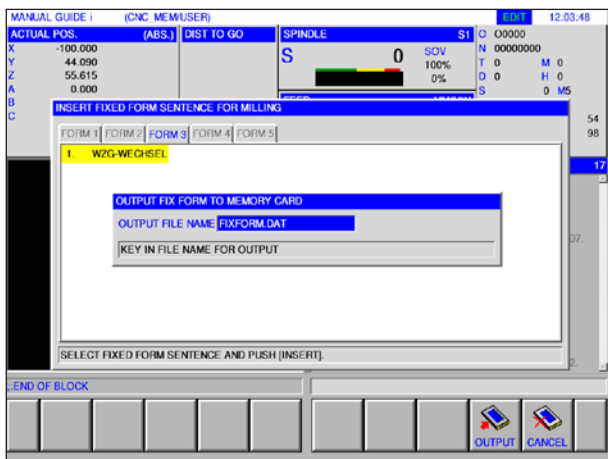 MANUAL GUIDE i (CNC_MEM/USER) EDIT 12:03:48
ACTUAL POS. (ABS.) DIST TO GO SPINDLE S1 O O0000
X -100.000 N 00000000
Y 44.090 S 0 SOV 100% T 0 M 0
Z 55.615 0% D 0 H 0
A 0.000 S 0 M5
B
C 54
98
INSERT FIXED FORM SENTENCE FOR MILLING
FORM 1 FORM 2 FORM 3 FORM 4 FORM 5
1. WZG-WECHSEL
17
OUTPUT FIX FORM TO MEMORY CARD
OUTPUT FILE NAME FIXFORM.DAT
07.
KEY IN FILE NAME FOR OUTPUT
SELECT FIXED FORM SENTENCE AND PUSH [INSERT].
2.
;:END OF BLOCK
OUTPUT CANCEL